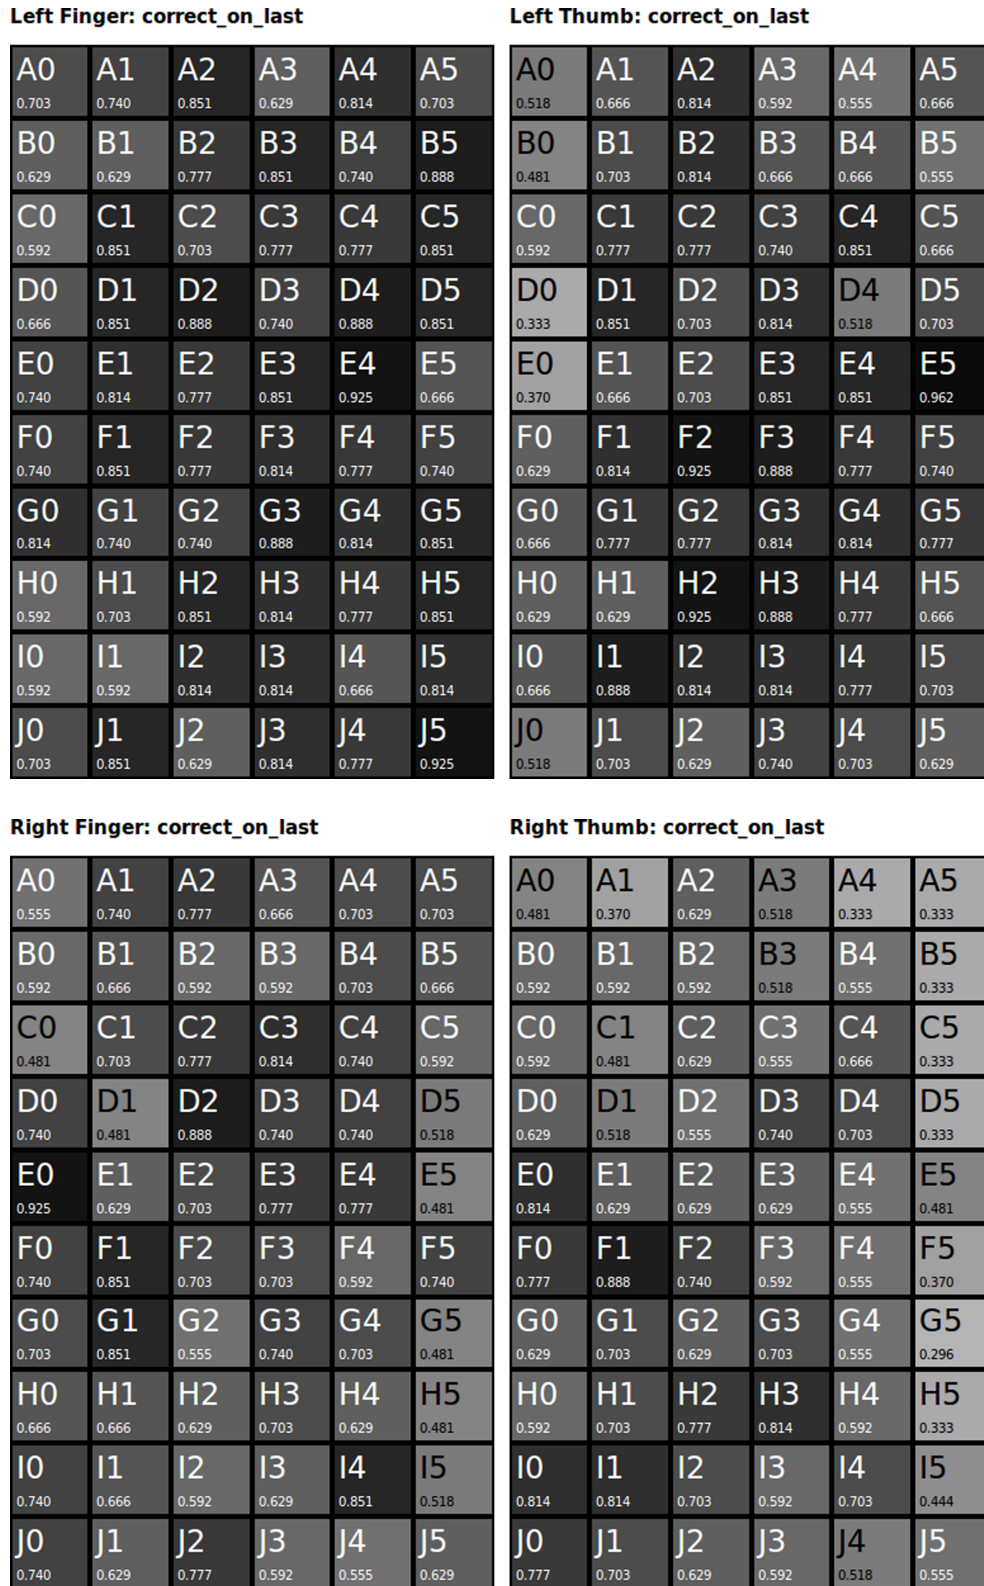 Left Finger: correct_on_last
A0 A1 A2 A3 A4 A5
0.703 0.740 0.851 0.629 0.814 0.703
B0 B1 B2 B3 B4 B5
0.629 0.629 0.777 0.851 0.740 0.888
C0 C1 C2 C3 C4 C5
0.592 0.851 0.703 0.777 0.777 0.851
D0 D1 D2 D3 D4 D5
0.666 0.851 0.888 0.740 0.888 0.851
E0 E1 E2 E3 E4 E5
0.740 0.814 0.777 0.851 0.925 0.666
F0 F1 F2 F3 F4 F5
0.740 0.851 0.777 0.814 0.777 0.740
G0 G1 G2 G3 G4 G5
0.814 0.740 0.740 0.888 0.814 0.851
H0 H1 H2 H3 H4 H5
0.592 0.703 0.851 0.814 0.777 0.851
I0 I1 I2 I3 I4 I5
0.592 0.592 0.814 0.814 0.666 0.814
J0 J1 J2 J3 J4 J5
0.703 0.851 0.629 0.814 0.777 0.925
Left Thumb: correct_on_last
A0 A1 A2 A3 A4 A5
0.518 0.666 0.814 0.592 0.555 0.666
B0 B1 B2 B3 B4 B5
0.481 0.703 0.814 0.666 0.666 0.555
C0 C1 C2 C3 C4 C5
0.592 0.777 0.777 0.740 0.851 0.666
D0 D1 D2 D3 D4 D5
0.333 0.851 0.703 0.814 0.518 0.703
E0 E1 E2 E3 E4 E5
0.370 0.666 0.703 0.851 0.851 0.962
F0 F1 F2 F3 F4 F5
0.629 0.814 0.925 0.888 0.777 0.740
G0 G1 G2 G3 G4 G5
0.666 0.777 0.777 0.814 0.814 0.777
H0 H1 H2 H3 H4 H5
0.629 0.629 0.925 0.888 0.777 0.666
I0 I1 I2 I3 I4 I5
0.666 0.888 0.814 0.814 0.777 0.703
J0 J1 J2 J3 J4 J5
0.518 0.703 0.629 0.740 0.703 0.629
Right Finger: correct_on_last
A0 A1 A2 A3 A4 A5
0.555 0.740 0.777 0.666 0.703 0.703
B0 B1 B2 B3 B4 B5
0.592 0.666 0.592 0.592 0.703 0.666
C0 C1 C2 C3 C4 C5
0.481 0.703 0.777 0.814 0.740 0.592
D0 D1 D2 D3 D4 D5
0.740 0.481 0.888 0.740 0.740 0.518
E0 E1 E2 E3 E4 E5
0.925 0.629 0.703 0.777 0.777 0.481
F0 F1 F2 F3 F4 F5
0.740 0.851 0.703 0.703 0.592 0.740
G0 G1 G2 G3 G4 G5
0.703 0.851 0.555 0.740 0.703 0.481
H0 H1 H2 H3 H4 H5
0.666 0.666 0.629 0.703 0.629 0.481
I0 I1 I2 I3 I4 I5
0.740 0.666 0.592 0.629 0.851 0.518
J0 J1 J2 J3 J4 J5
0.740 0.629 0.777 0.592 0.555 0.629
Right Thumb: correct_on_last
A0 A1 A2 A3 A4 A5
0.481 0.370 0.629 0.518 0.333 0.333
B0 B1 B2 B3 B4 B5
0.592 0.592 0.592 0.518 0.555 0.333
C0 C1 C2 C3 C4 C5
0.592 0.481 0.629 0.555 0.666 0.333
D0 D1 D2 D3 D4 D5
0.629 0.518 0.555 0.740 0.703 0.333
E0 E1 E2 E3 E4 E5
0.814 0.629 0.629 0.629 0.555 0.481
F0 F1 F2 F3 F4 F5
0.777 0.888 0.740 0.592 0.555 0.370
G0 G1 G2 G3 G4 G5
0.629 0.703 0.629 0.703 0.555 0.296
H0 H1 H2 H3 H4 H5
0.592 0.703 0.777 0.814 0.592 0.333
I0 I1 I2 I3 I4 I5
0.814 0.814 0.703 0.592 0.703 0.444
J0 J1 J2 J3 J4 J5
0.777 0.703 0.629 0.592 0.518 0.555